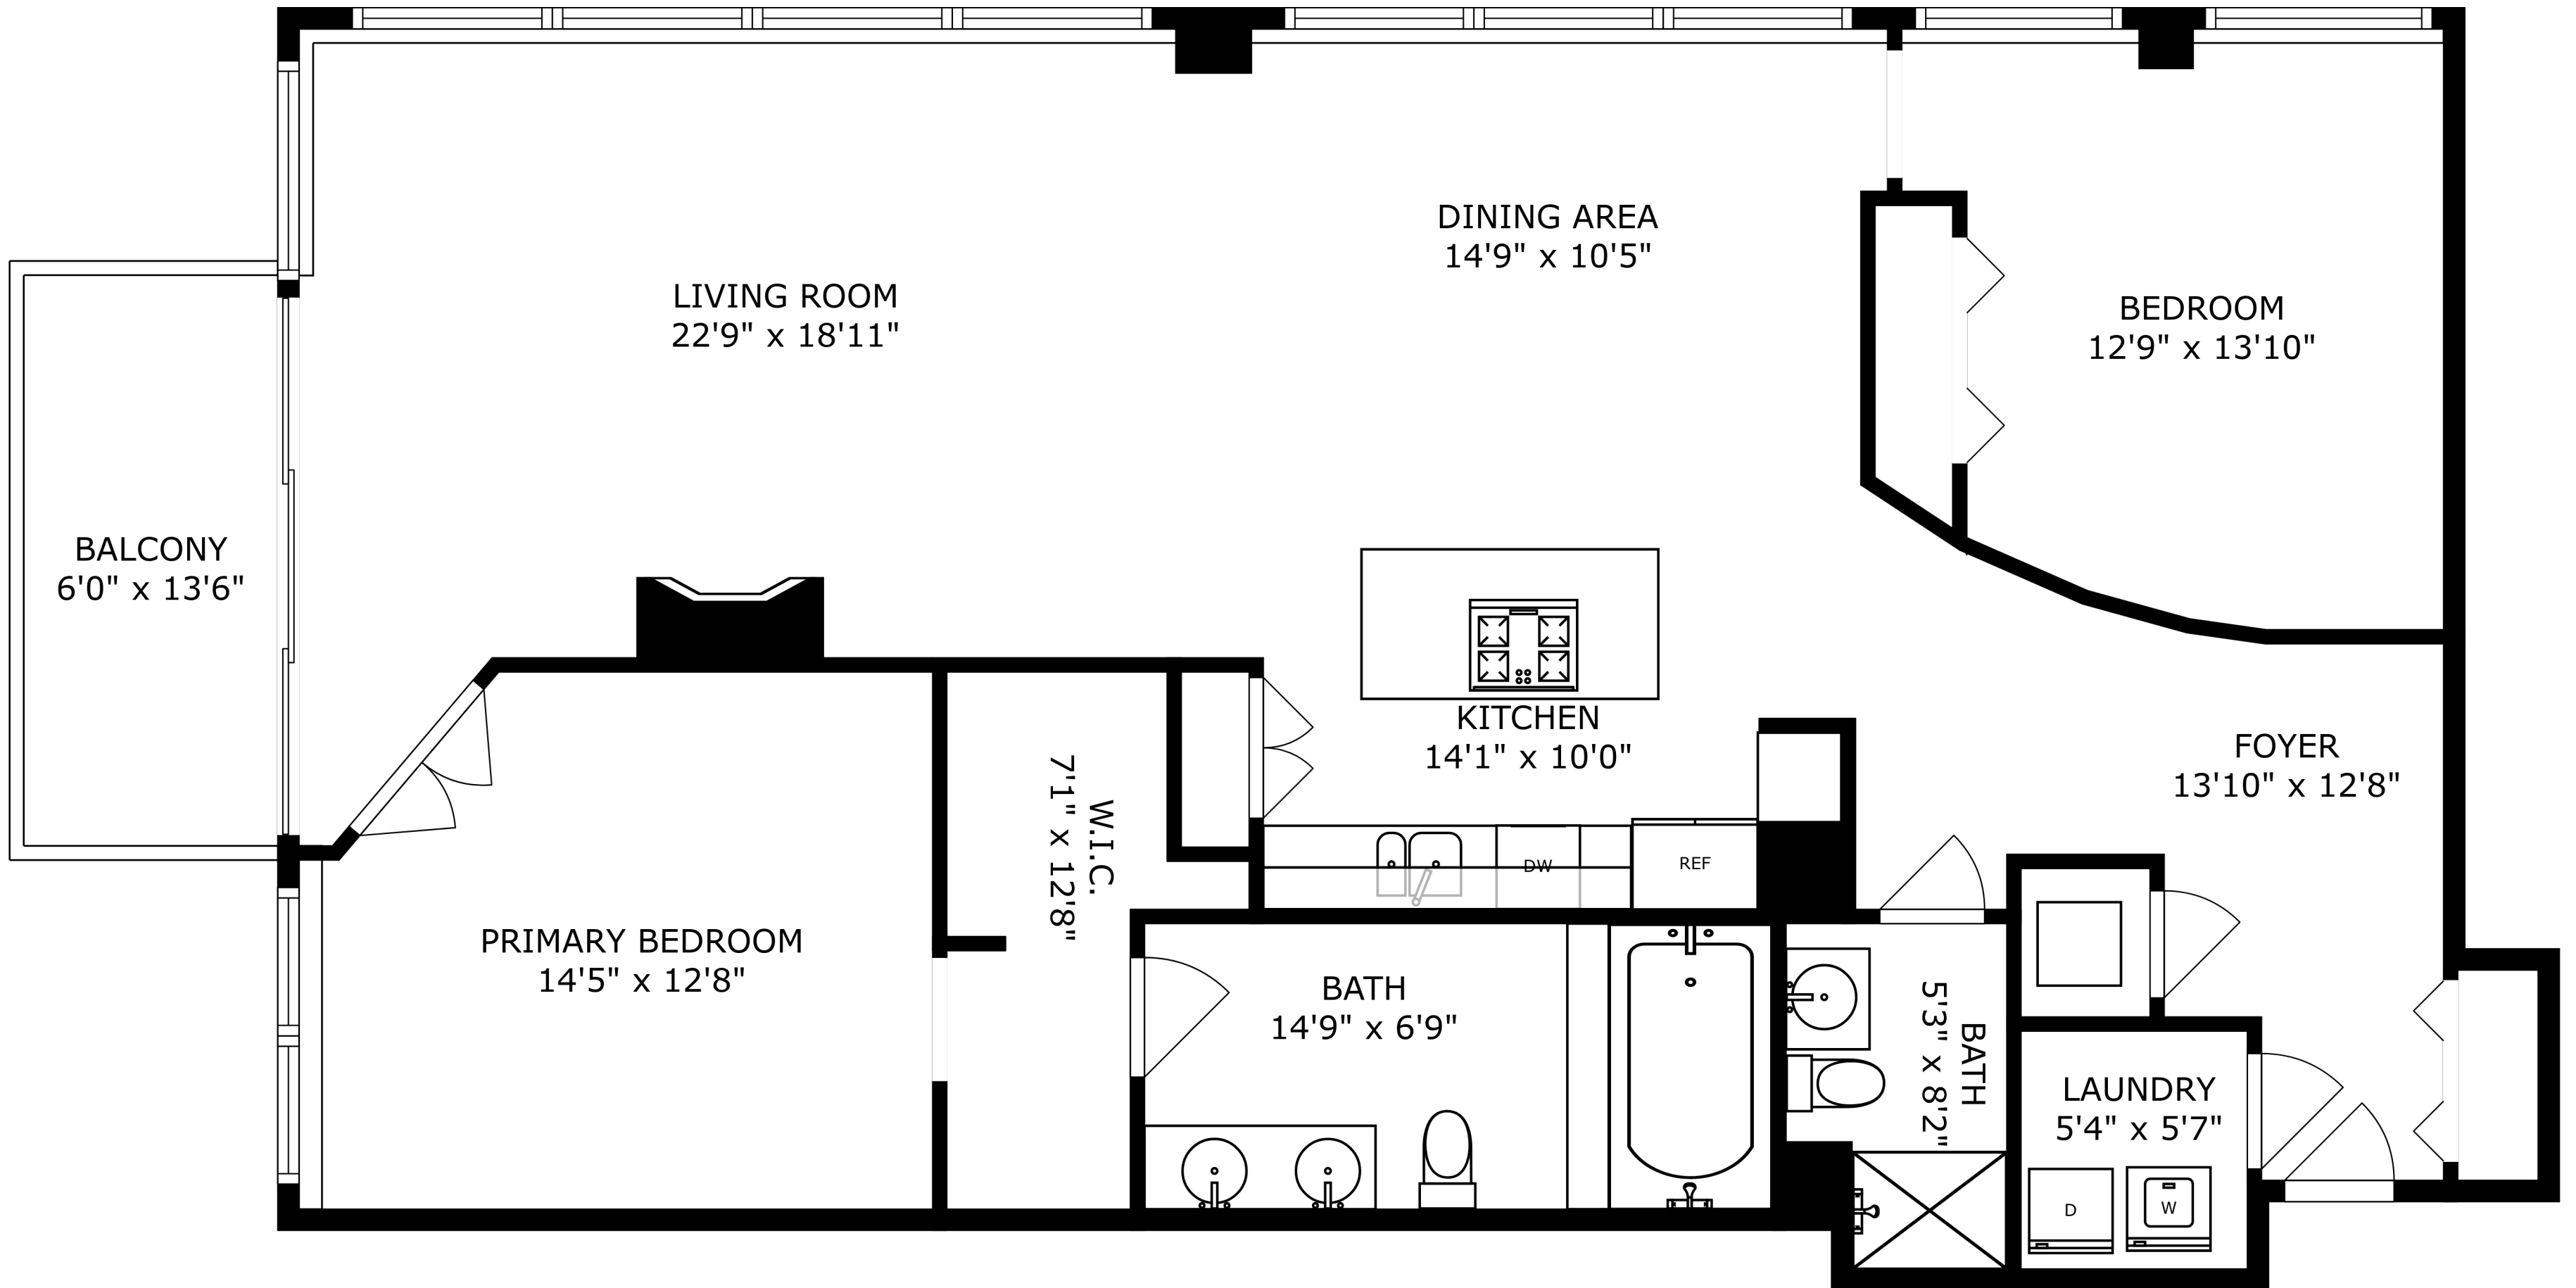 DINING AREA
14'9" x 10'5"
LIVING ROOM
22'9" x 18'11"
BEDROOM
12'9" x 13'10"
BALCONY
6'0" x 13'6"
KITCHEN
14'1" x 10'0"
FOYER
13'10" x 12'8"
W.I.C.
7'1" x 12'8"
DW
REF
PRIMARY BEDROOM
14'5" x 12'8"
BATH
14'9" x 6'9"
BATH
5'3" x 8'2"
LAUNDRY
5'4" x 5'7"
D
W